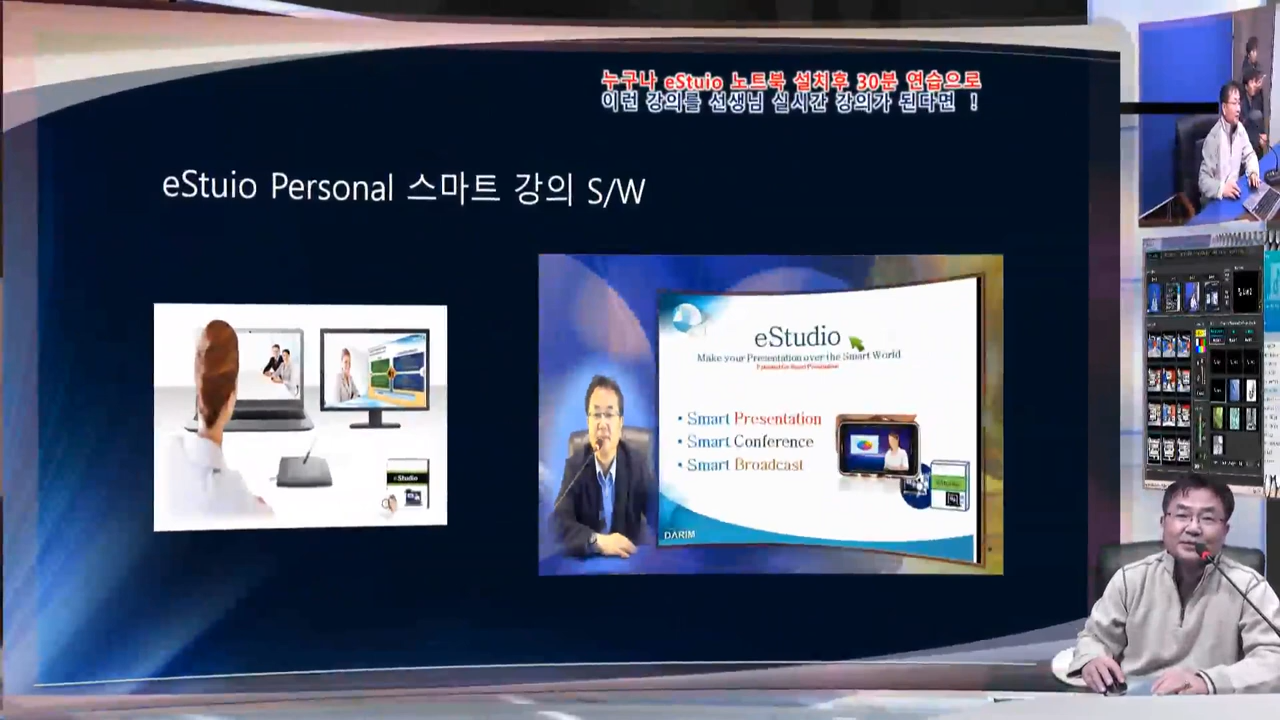 누구나 eStuio 노트북 설치후 30분 연습으로
이런 강의를 선생님 실시간 강의가 된다면 !
eStuio Personal 스마트 강의 S/W
eStudio
Make your Presentation over the Smart World
• Smart Presentation
• Smart Conference
• Smart Broadcast
DARIM
eStudio